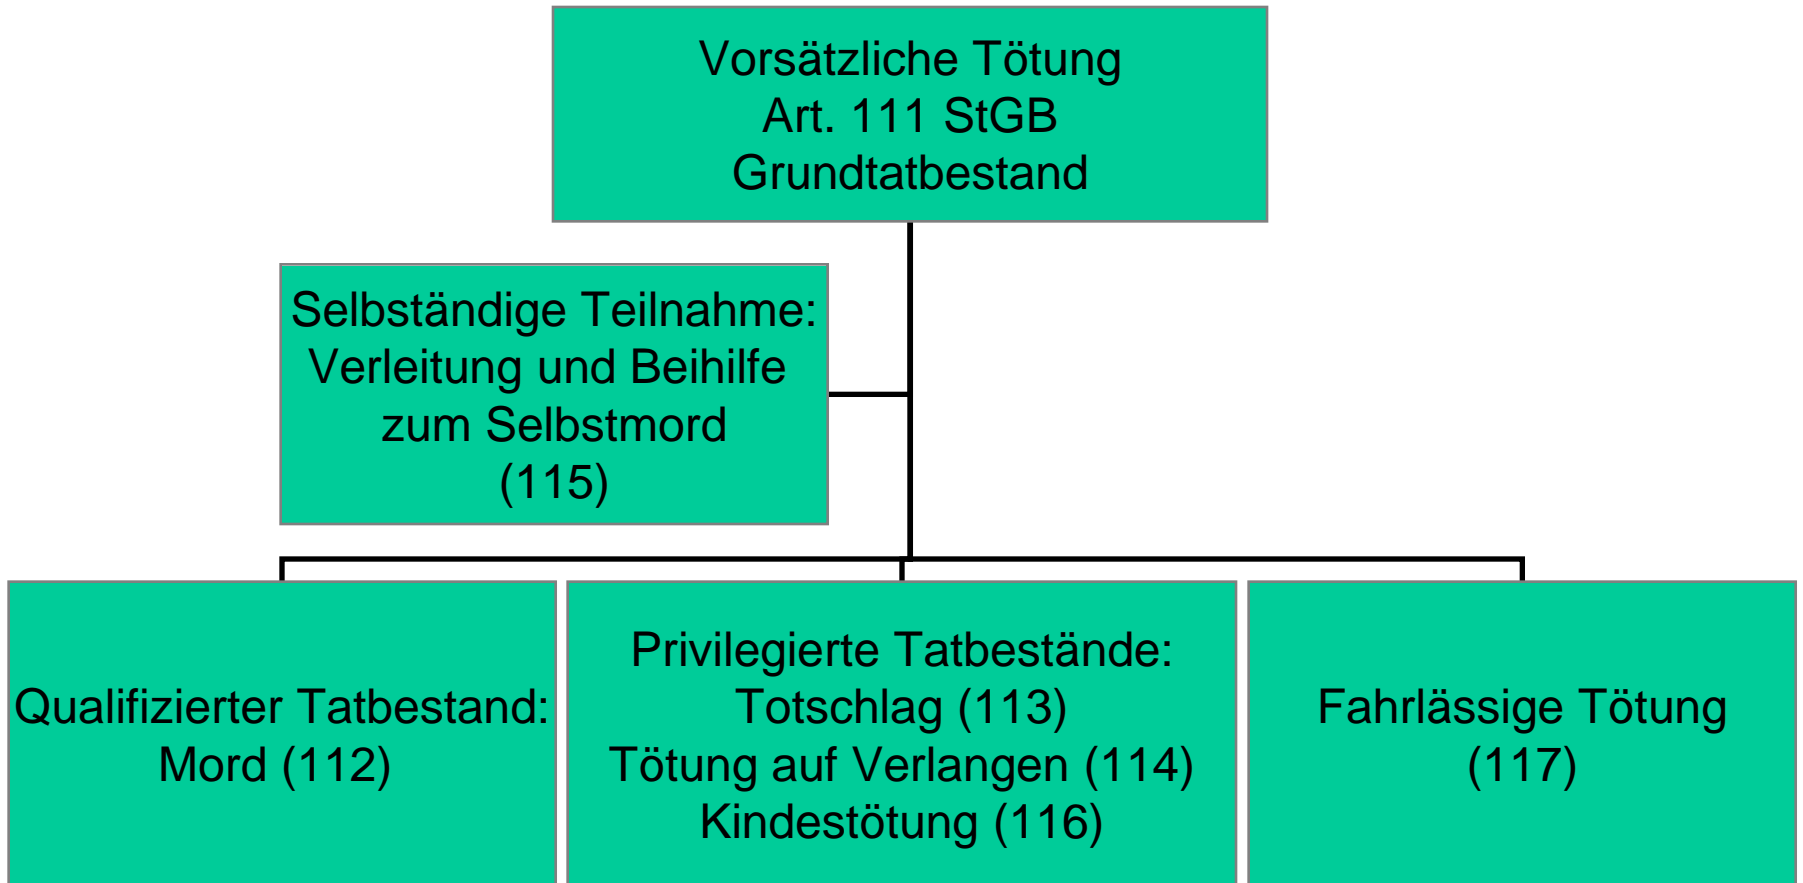 Vorsätzliche Tötung
Art. 111 StGB
Grundtatbestand
Selbständige Teilnahme:
Verleitung und Beihilfe
zum Selbstmord
(115)
Qualifizierter Tatbestand:
Mord (112)
Privilegierte Tatbestände:
Totschlag (113)
Tötung auf Verlangen (114)
Kindestötung (116)
Fahrlässige Tötung
(117)